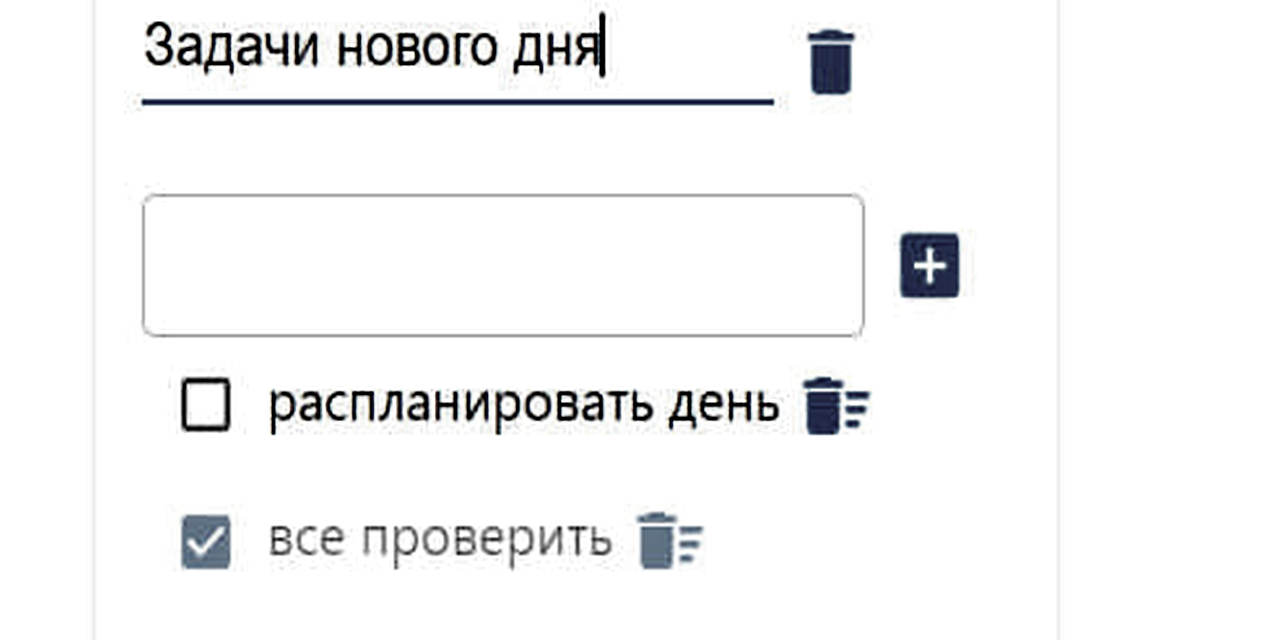 Задачи нового дня
распланировать день
все проверить